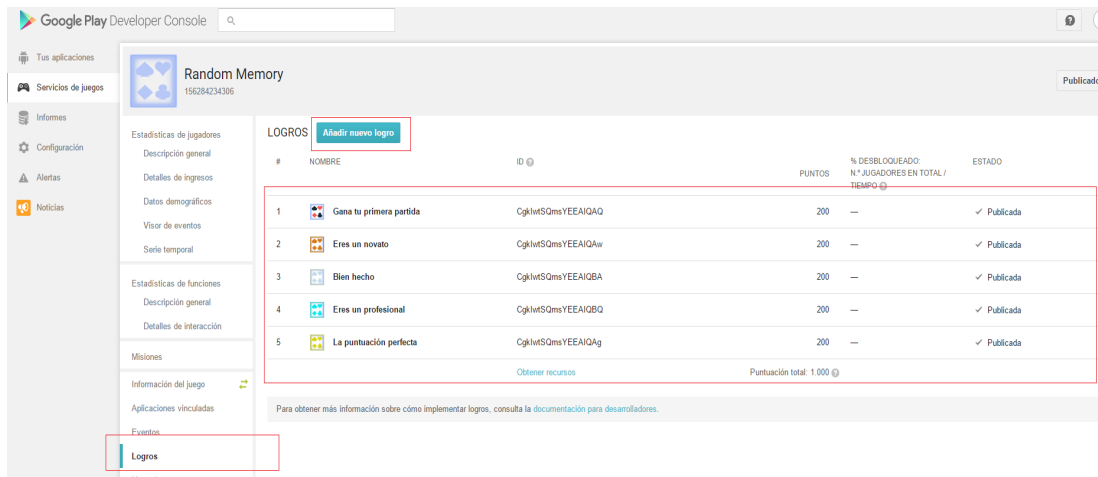 Google Play Developer Console
Tus aplicaciones
Servicios de juegos
Informes
Configuración
Alertas
Noticias
Random Memory
156284234306
Publicado
Estadísticas de jugadores
Descripción general
Detalles de ingresos
Datos demográficos
Visor de eventos
Serie temporal
Estadísticas de funciones
Descripción general
Detalles de interacción
Misiones
Información del juego
Aplicaciones vinculadas
Eventos
Logros
LOGROS Añadir nuevo logro
# NOMBRE ID PUNTOS % DESBLOQUEADO: N.º JUGADORES EN TOTAL / TIEMPO ESTADO
1 Gana tu primera partida CgkIwtSQmsYEEAIQAQ 200 — Publicada
2 Eres un novato CgkIwtSQmsYEEAIQAw 200 — Publicada
3 Bien hecho CgkIwtSQmsYEEAIQBA 200 — Publicada
4 Eres un profesional CgkIwtSQmsYEEAIQBQ 200 — Publicada
5 La puntuación perfecta CgkIwtSQmsYEEAIQAg 200 — Publicada
Obtener recursos Puntuación total: 1.000
Para obtener más información sobre cómo implementar logros, consulta la documentación para desarrolladores.